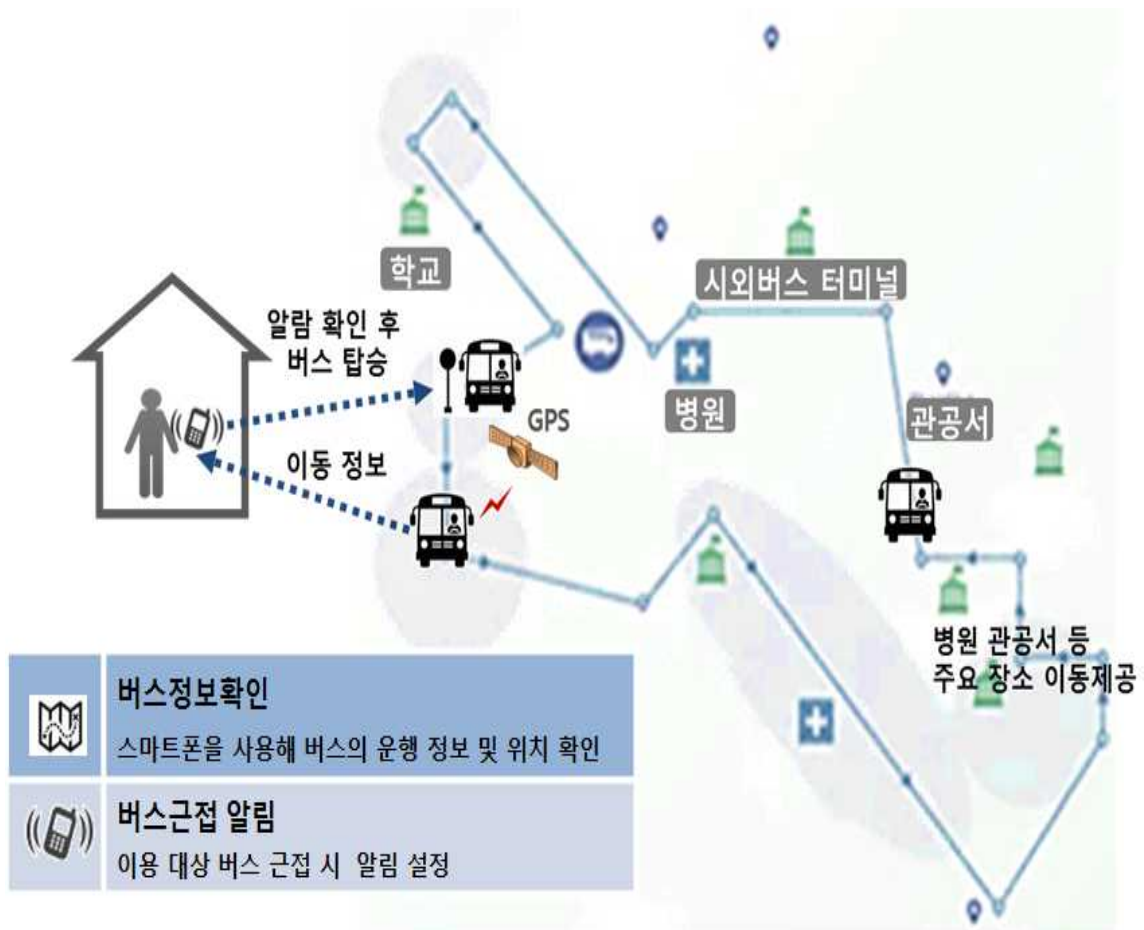 학교
시외버스 터미널
알람 확인 후
버스 탑승
병원
관공서
GPS
이동 정보
병원 관공서 등
주요 장소 이동제공
버스정보확인
스마트폰을 사용해 버스의 운행 정보 및 위치 확인
버스근접 알림
이용 대상 버스 근접 시 알림 설정